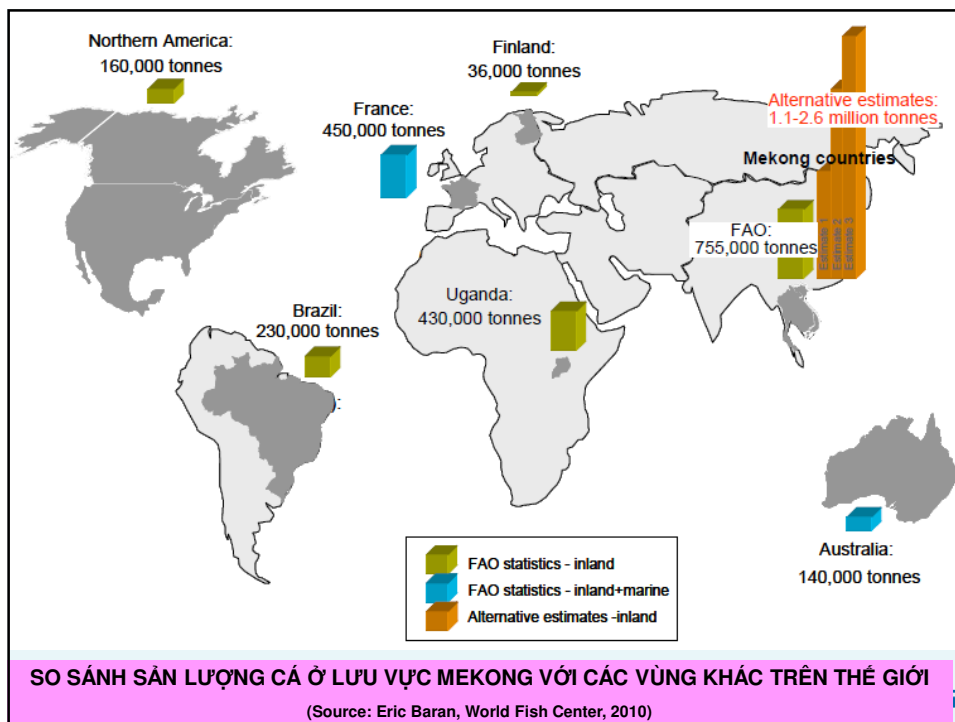 Northern America:
160,000 tonnes
Finland:
36,000 tonnes
France:
450,000 tonnes
Alternative estimates:
1.1-2.6 million tonnes
Mekong countries
FAO:
755,000 tonnes
Estimate 1
Estimate 2
Estimate 3
Uganda:
430,000 tonnes
Brazil:
230,000 tonnes
):
Australia:
140,000 tonnes
FAO statistics - inland
FAO statistics - inland+marine
Alternative estimates -inland
SO SÁNH SẢN LƯỢNG CÁ Ở LƯU VỰC MEKONG VỚI CÁC VÙNG KHÁC TRÊN THẾ GIỚI
(Source: Eric Baran, World Fish Center, 2010)